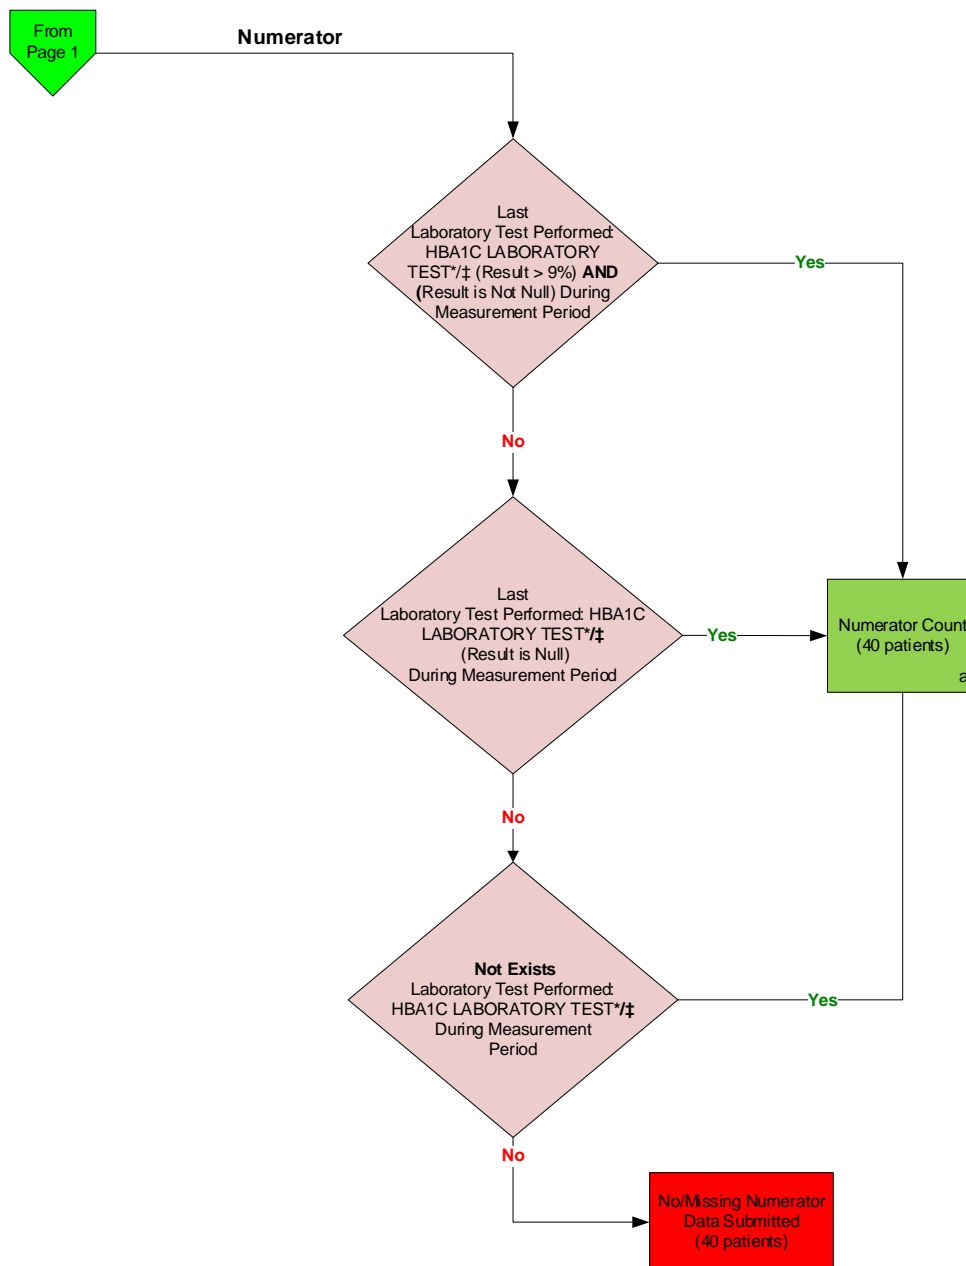 From
Page 1
Numerator
Last
Laboratory Test Performed:
HBA1C LABORATORY
TEST*/‡ (Result > 9%) AND
(Result is Not Null) During
Measurement Period
Yes
No
Last
Laboratory Test Performed: HBA1C
LABORATORY TEST*/‡
(Result is Null)
During Measurement Period
Yes
Numerator Count
(40 patients)
a
No
Not Exists
Laboratory Test Performed:
HBA1C LABORATORY TEST*/‡
During Measurement
Period
Yes
No
No/Missing Numerator
Data Submitted
(40 patients)